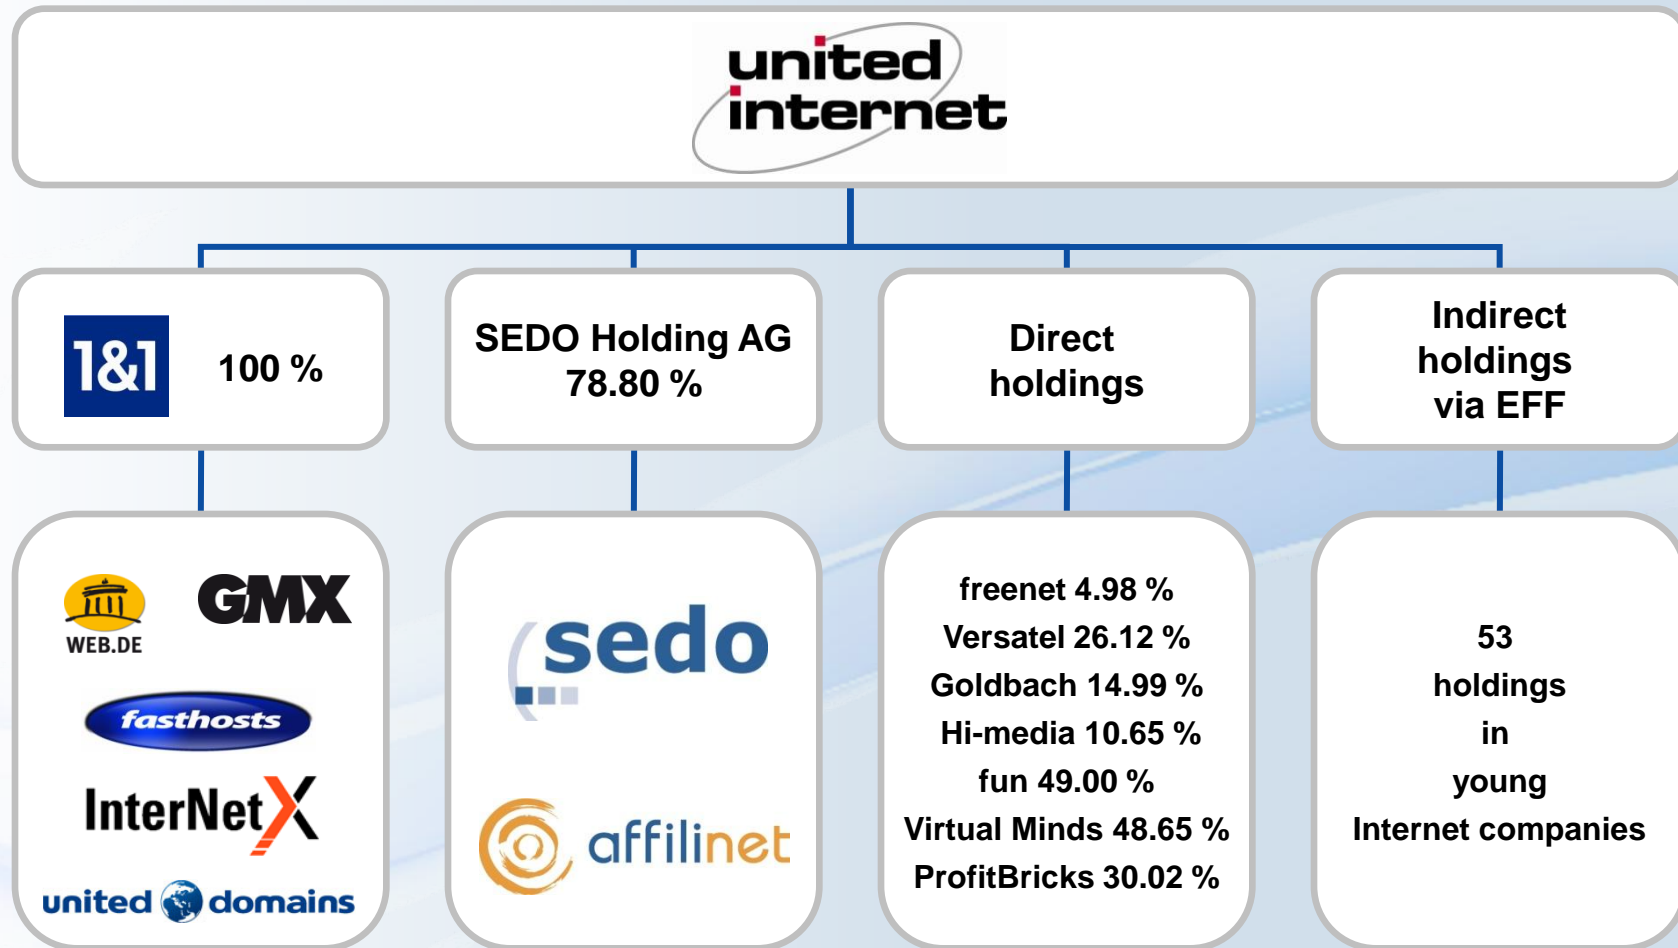 united
internet
1&1
100 %
SEDO Holding AG
78.80 %
Direct
holdings
Indirect
holdings
via EFF
WEB.DE
GMX
fasthosts
InterNetX
united domains
sedo
affilinet
freenet 4.98 %
Versatel 26.12 %
Goldbach 14.99 %
Hi-media 10.65 %
fun 49.00 %
Virtual Minds 48.65 %
ProfitBricks 30.02 %
53
holdings
in
young
Internet companies